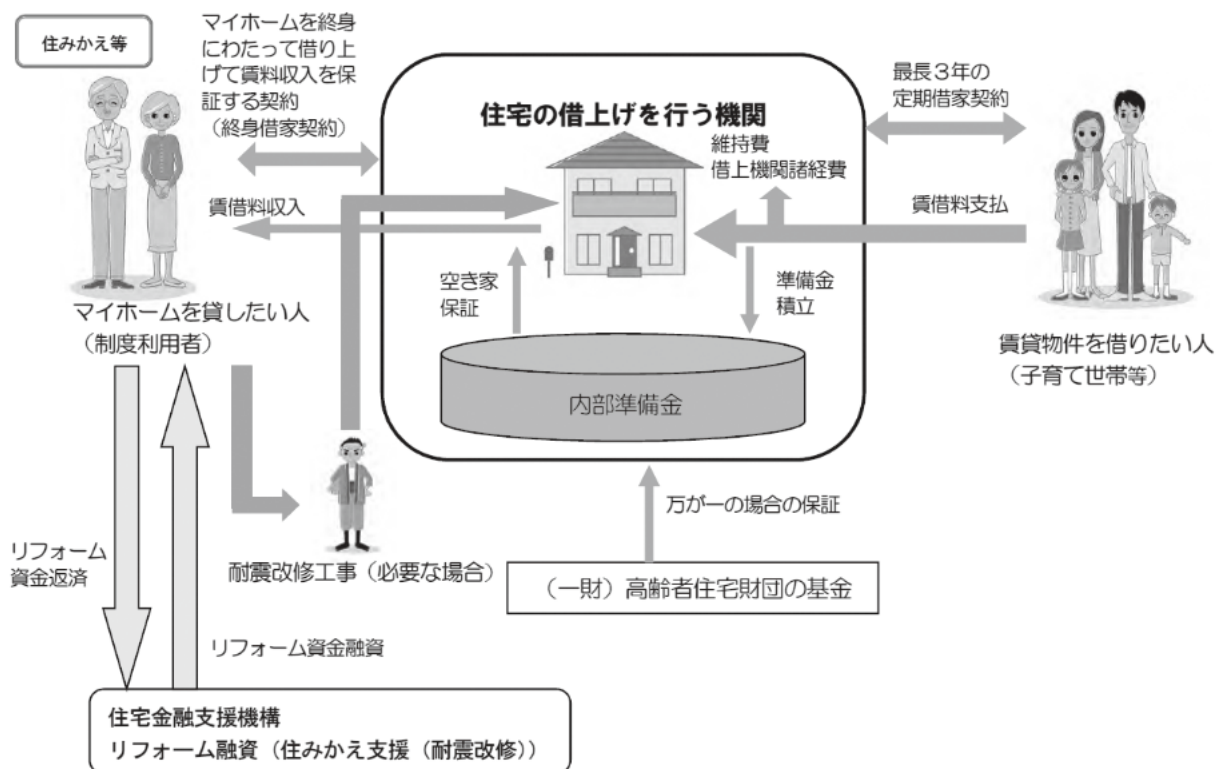 住みかえ等
マイホームを終身
にわたって借り上
げて賃料収入を保
証する契約
（終身借家契約）
住宅の借上げを行う機関
維持費
借上機関諸経費
最長３年の
定期借家契約
賃借料収入
賃借料支払
空き家
保証
準備金
積立
マイホームを貸したい人
（制度利用者）
賃貸物件を借りたい人
（子育て世帯等）
内部準備金
万が一の場合の保証
リフォーム
資金返済
耐震改修工事（必要な場合）
（一財）高齢者住宅財団の基金
リフォーム資金融資
住宅金融支援機構
リフォーム融資（住みかえ支援（耐震改修））